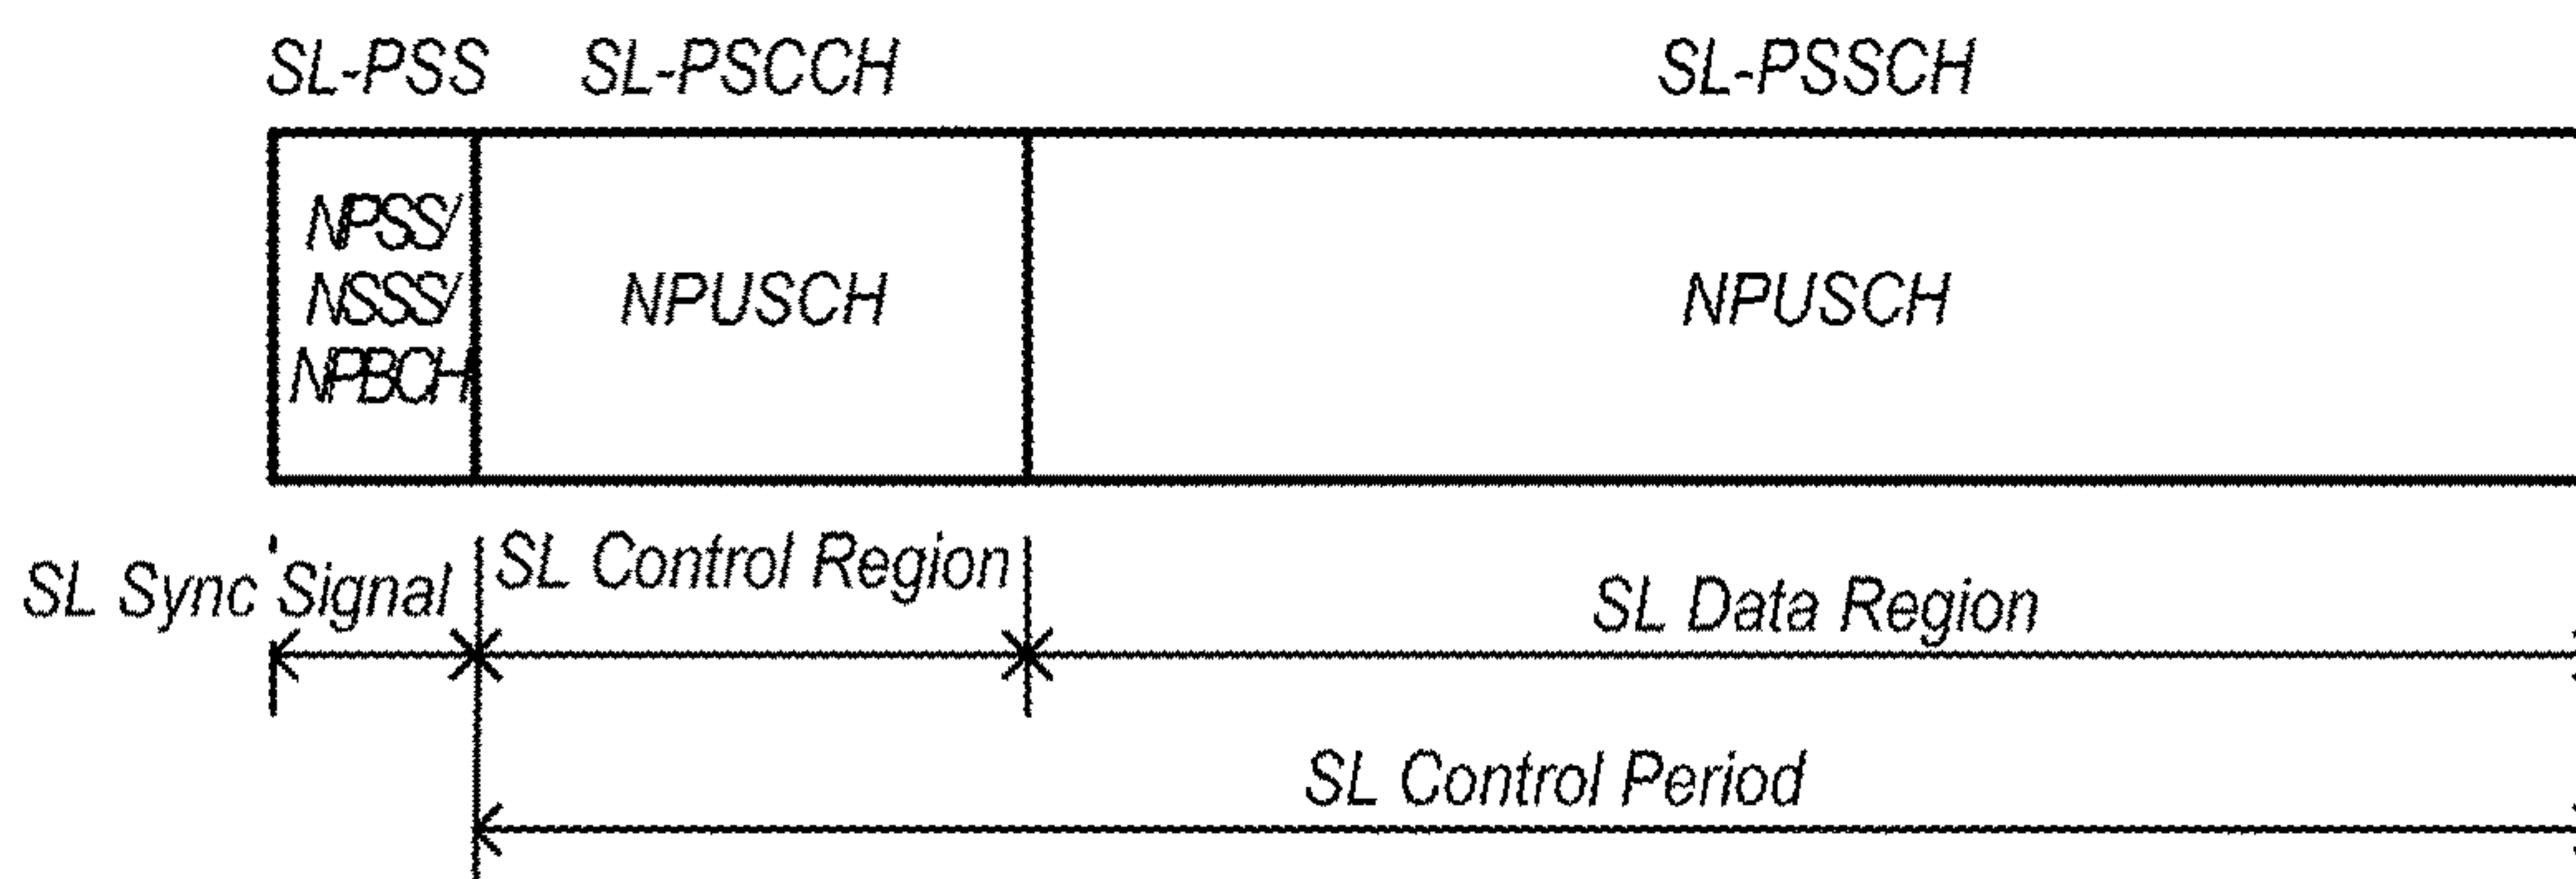 SL-PSS SL-PSCCH SL-PSSCH
NPSS/
NSSS/
NPBCH
NPUSCH
NPUSCH
SL Sync Signal
SL Control Region
SL Data Region
SL Control Period